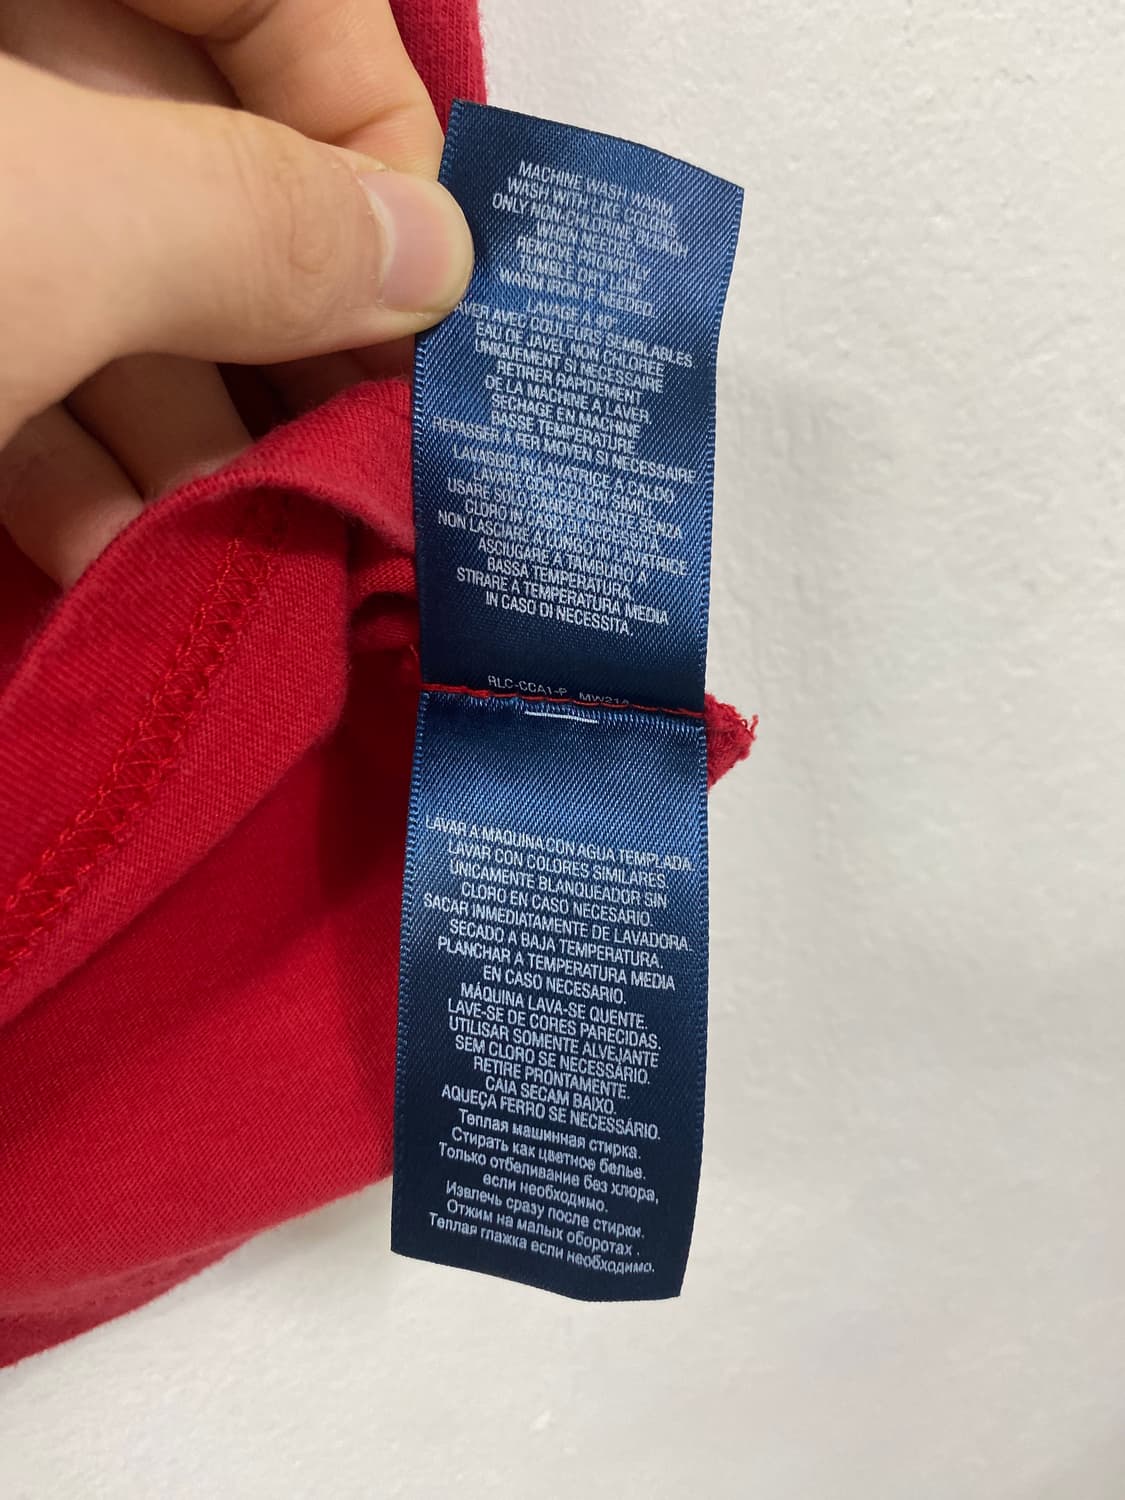 MACHINE WASH WARM
WASH WITH LIKE COLORS
ONLY NON-CHLORINE BLEACH
WHEN NEEDED
REMOVE PROMPTLY
TUMBLE DRY LOW
WARM IRON IF NEEDED.
LAVAGE A 40°
AVER AVEC COULEURS SEMBLABLES
EAU DE JAVEL NON CHLOREE
UNIQUEMENT SI NECESSAIRE
RETIRER RAPIDEMENT
DE LA MACHINE A LAVER
SECHAGE EN MACHINE
BASSE TEMPERATURE
REPASSER A FER MOYEN SI NECESSAIRE
LAVAGGIO IN LAVATRICE A CALDO
LAVARE CON COLORI SIMILI
USARE SOLO CANDEGGIANTE SENZA
CLORO IN CASO DI NECESSITA
NON LASCIARE A LUNGO IN LAVATRICE
ASCIUGARE A TAMBURO A
BASSA TEMPERATURA
STIRARE A TEMPERATURA MEDIA
IN CASO DI NECESSITA.
RLC-CCA1-P MW21A
LAVAR A MAQUINA CON AGUA TEMPLADA
LAVAR CON COLORES SIMILARES
ÚNICAMENTE BLANQUEADOR SIN
CLORO EN CASO NECESARIO.
SACAR INMEDIATAMENTE DE LAVADORA.
SECADO A BAJA TEMPERATURA,
PLANCHAR A TEMPERATURA MEDIA
EN CASO NECESARIO.
MÁQUINA LAVA-SE QUENTE.
LAVE-SE DE CORES PARECIDAS.
UTILISAR SOMENTE ALVEJANTE
SEM CLORO SE NECESSÁRIO.
RETIRE PRONTAMENTE.
CAIA SECAM BAIXO.
AQUEÇA FERRO SE NECESSÁRIO.
Теплая машинная стирка.
Стирать как цветное белье.
Только отбеливание без хлора,
если необходимо.
Извлечь сразу после стирки.
Отжим на малых оборотах .
Теплая глажка если необходимо.